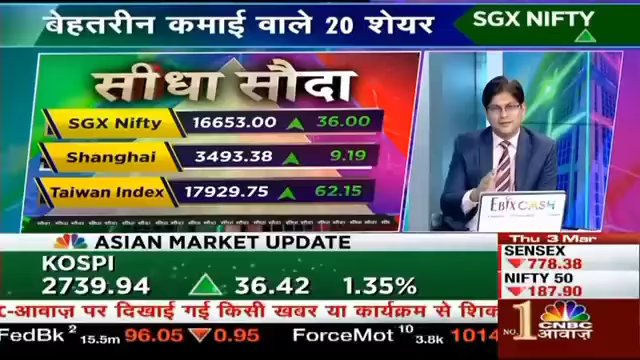 बेहतरीन कमाई वाले 20 शेयर
SGX NIFTY
सीधा सौदा
SGX Nifty 16653.00 36.00
Shanghai 3493.38 9.19
Taiwan Index 17929.75 62.15
EBIXCASH
ASIAN MARKET UPDATE
KOSPI
2739.94 36.42 1.35%
Thu 3 Mar
SENSEX
778.38
NIFTY 50
187.90
C-आवाज़ पर दिखाई गई किसी खबर या कार्यक्रम से शिक
FedBk 2 15.5m 96.05 0.95 ForceMot 10 3.8k 1014
No.1 CNBC आवाज़